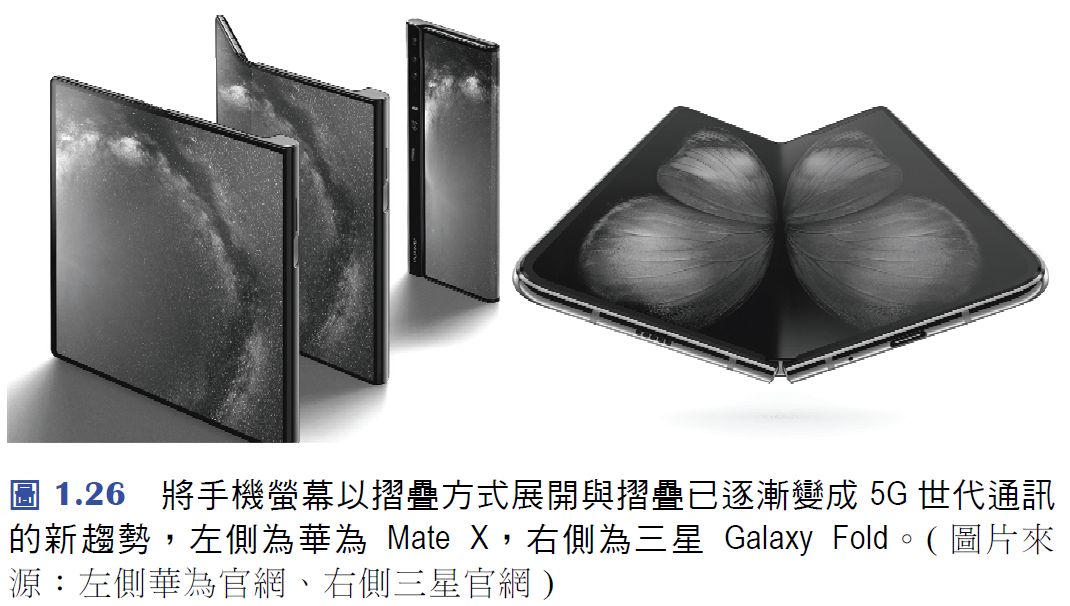 圖 1.26 將手機螢幕以摺疊方式展開與摺疊已逐漸變成 5G 世代通訊
的新趨勢，左側為華為 Mate X，右側為三星 Galaxy Fold。( 圖片來
源：左側華為官網、右側三星官網 )